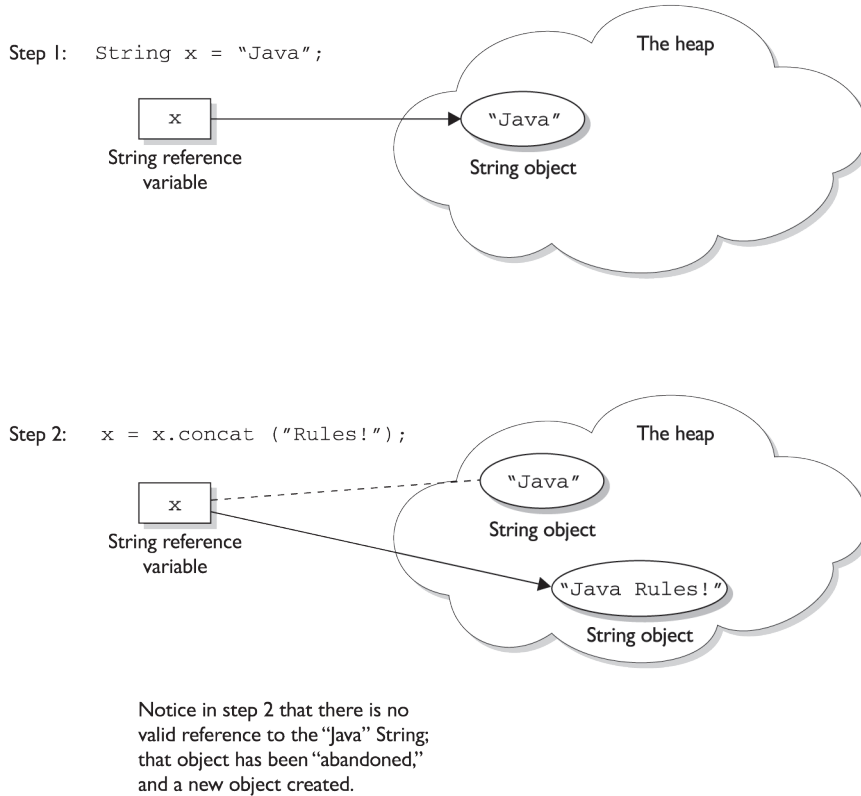 Step 1: String x = "Java";
The heap
x
"Java"
String reference
variable
String object
Step 2: x = x.concat ("Rules!");
The heap
"Java"
x
String object
String reference
variable
"Java Rules!"
String object
Notice in step 2 that there is no
valid reference to the “Java” String;
that object has been “abandoned,”
and a new object created.